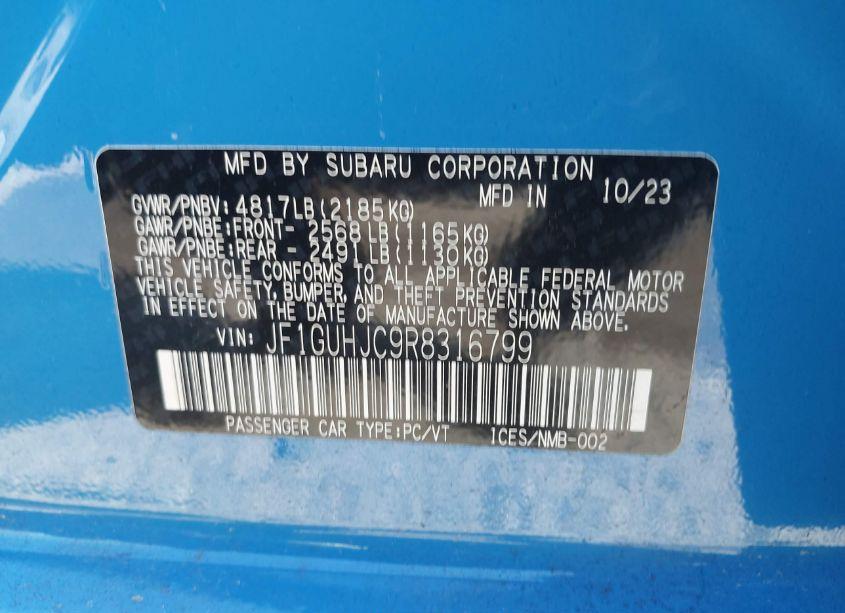 MFD BY SUBARU CORPORATION
MFD IN 10/23
GVWR/PNBV: 4817LB(2185KG)
GAWR/PNBE:FRONT- 2568LB(1165KG)
GAWR/PNBE:REAR - 2491LB(1130KG)
THIS VEHICLE CONFORMS TO ALL APPLICABLE FEDERAL MOTOR
VEHICLE SAFETY, BUMPER, AND THEFT PREVENTION STANDARDS
IN EFFECT ON THE DATE OF MANUFACTURE SHOWN ABOVE.
VIN: JF1GUHJC9R8316799
PASSENGER CAR TYPE:PC/VT ICES/NMB-002